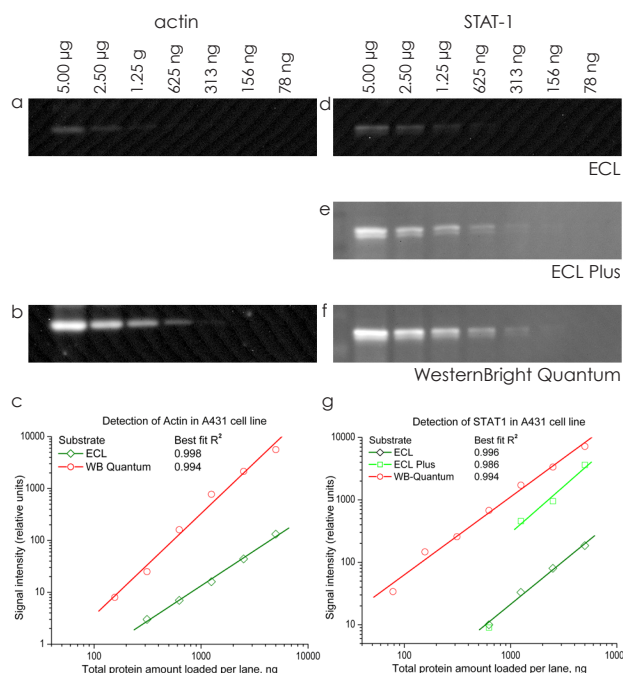 actin
STAT-1
5.00 µg
2.50 µg
1.25 g
625 ng
313 ng
156 ng
78 ng
5.00 µg
2.50 µg
1.25 µg
625 ng
313 ng
156 ng
78 ng
a
d
ECL
e
ECL Plus
b
f
WesternBright Quantum
c
Detection of Actin in A431 cell line
Substrate Best fit R²
ECL 0.998
WB Quantum 0.994
Signal intensity (relative units)
10000
1000
100
10
1
100 1000 10000
Total protein amount loaded per lane, ng
g
Detection of STAT1 in A431 cell line
Substrate Best fit R²
ECL 0.996
ECL Plus 0.986
WB-Quantum 0.994
Signal intensity (relative units)
10000
1000
100
10
100 1000 1000
Total protein amount loaded per lane, ng